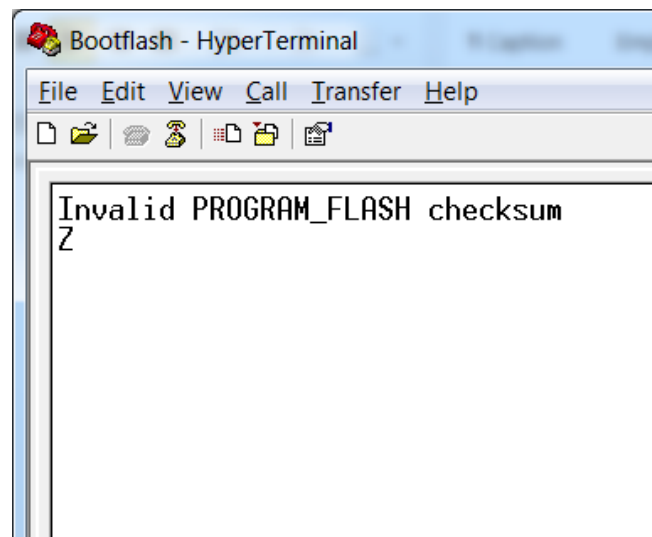 Bootflash - HyperTerminal
File Edit View Call Transfer Help
Invalid PROGRAM_FLASH checksum
Z